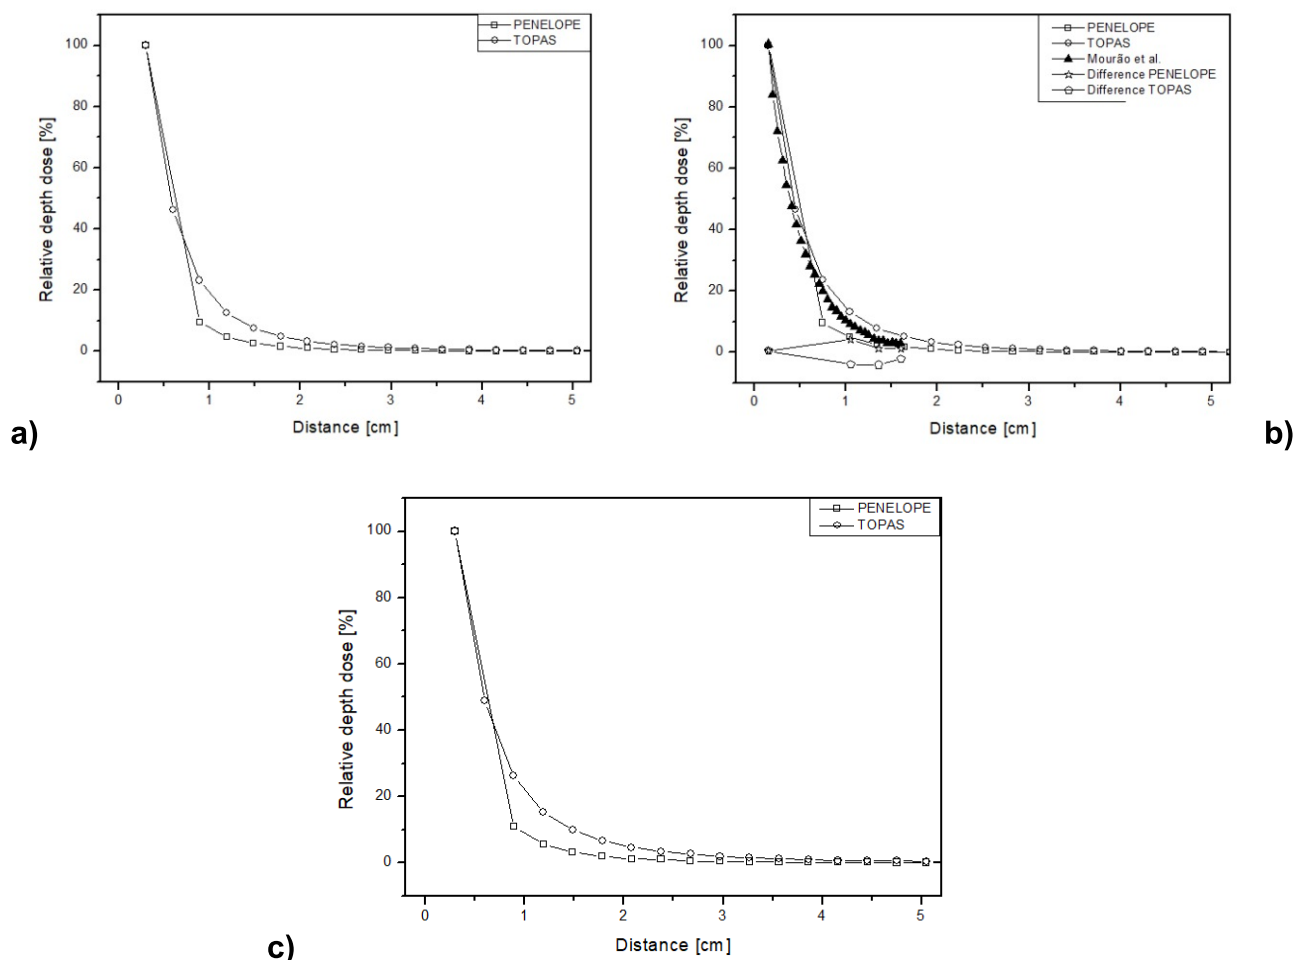 PENELOPE
TOPAS
100
80
60
40
20
0
Relative depth dose [%]
0 1 2 3 4 5
Distance [cm]
a)
PENELOPE
TOPAS
Mourão et al.
Difference PENELOPE
Difference TOPAS
100
80
60
40
20
0
Relative depth dose [%]
0 1 2 3 4 5
Distance [cm]
b)
PENELOPE
TOPAS
100
80
60
40
20
0
Relative depth dose [%]
0 1 2 3 4 5
Distance [cm]
c)